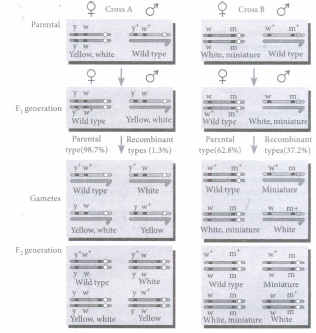 ♀ Cross A ♂
♀ Cross B ♂
Parental
y w
y+ w+
y w
Yellow, white
Wild type
w m
w+ m+
w m
White, miniature
Wild type
♀ ♂
♀ ♂
F1 generation
y w
y w
y+ w+
Wild type
Yellow, white
w m
w m
w+ m+
Wild type
White, miniature
Parental
type(98.7%)
Recombinant
types (1.3%)
Parental
type(62.8%)
Recombinant
types(37.2%)
Gametes
y+ w+
y+ w
Wild type
White
y w
y w+
Yellow, white
Yellow
w+ m+
w+ m
Wild type
Miniature
w m
w m+
White, miniature
White
F2 generation
y+w+
y+ w
y w
y w
Wild type
White
y w
y w+
y w
y w
Yellow, white
Yellow
w+ m+
w+ m
w m
w m
Wild type
Miniature
w m
w m+
w m
w m
White, miniature
White